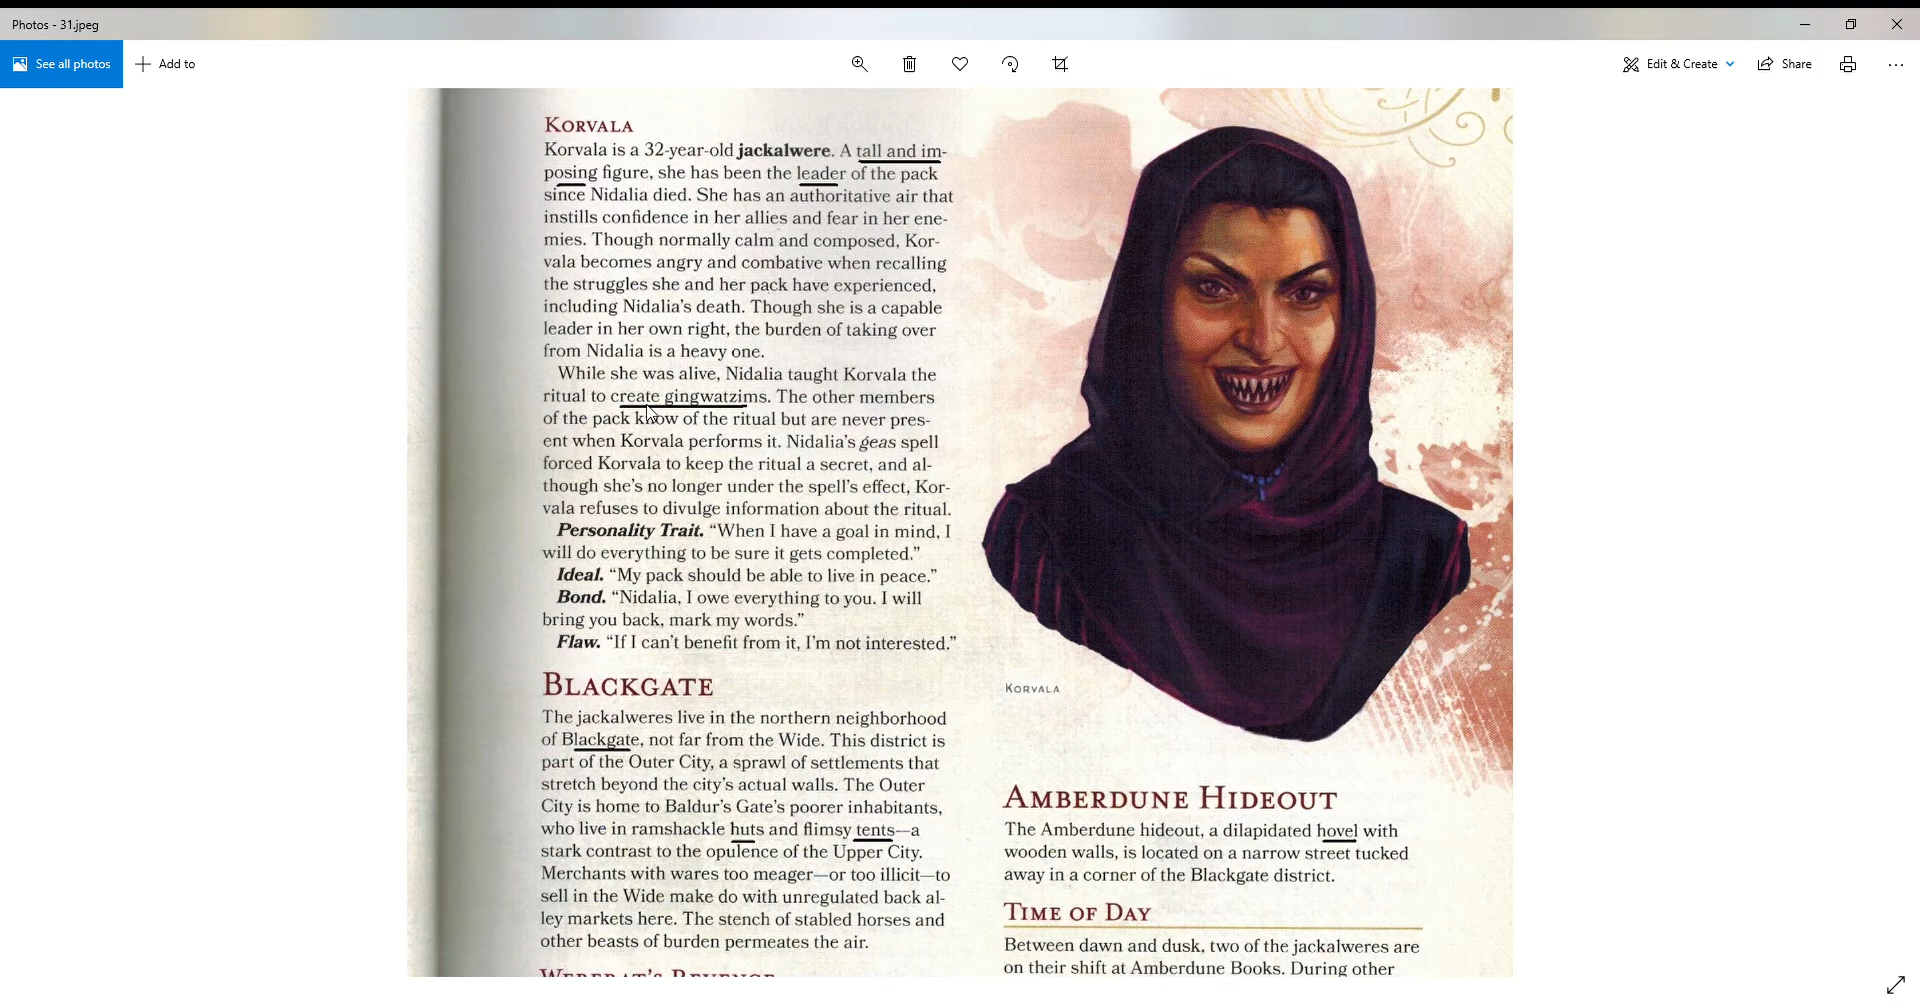 Photos - 31.jpeg
See all photos
Add to
Edit & Create
Share
KORVALA
Korvala is a 32-year-old jackalwere. A tall and im-
posing figure, she has been the leader of the pack
since Nidalia died. She has an authoritative air that
instills confidence in her allies and fear in her ene-
mies. Though normally calm and composed, Kor-
vala becomes angry and combative when recalling
the struggles she and her pack have experienced,
including Nidalia's death. Though she is a capable
leader in her own right, the burden of taking over
from Nidalia is a heavy one.
While she was alive, Nidalia taught Korvala the
ritual to create gingwatzims. The other members
of the pack know of the ritual but are never pres-
ent when Korvala performs it. Nidalia's geas spell
forced Korvala to keep the ritual a secret, and al-
though she's no longer under the spell's effect, Kor-
vala refuses to divulge information about the ritual.
Personality Trait. “When I have a goal in mind, I
will do everything to be sure it gets completed.”
Ideal. “My pack should be able to live in peace.”
Bond. “Nidalia, I owe everything to you. I will
bring you back, mark my words.”
Flaw. “If I can't benefit from it, I'm not interested.”
BLACKGATE
The jackalweres live in the northern neighborhood
of Blackgate, not far from the Wide. This district is
part of the Outer City, a sprawl of settlements that
stretch beyond the city's actual walls. The Outer
City is home to Baldur's Gate's poorer inhabitants,
who live in ramshackle huts and flimsy tents—a
stark contrast to the opulence of the Upper City.
Merchants with wares too meager—or too illicit—to
sell in the Wide make do with unregulated back al-
ley markets here. The stench of stabled horses and
other beasts of burden permeates the air.
WERERAT'S REVENGE
KORVALA
AMBERDUNE HIDEOUT
The Amberdune hideout, a dilapidated hovel with
wooden walls, is located on a narrow street tucked
away in a corner of the Blackgate district.
TIME OF DAY
Between dawn and dusk, two of the jackalweres are
on their shift at Amberdune Books. During other